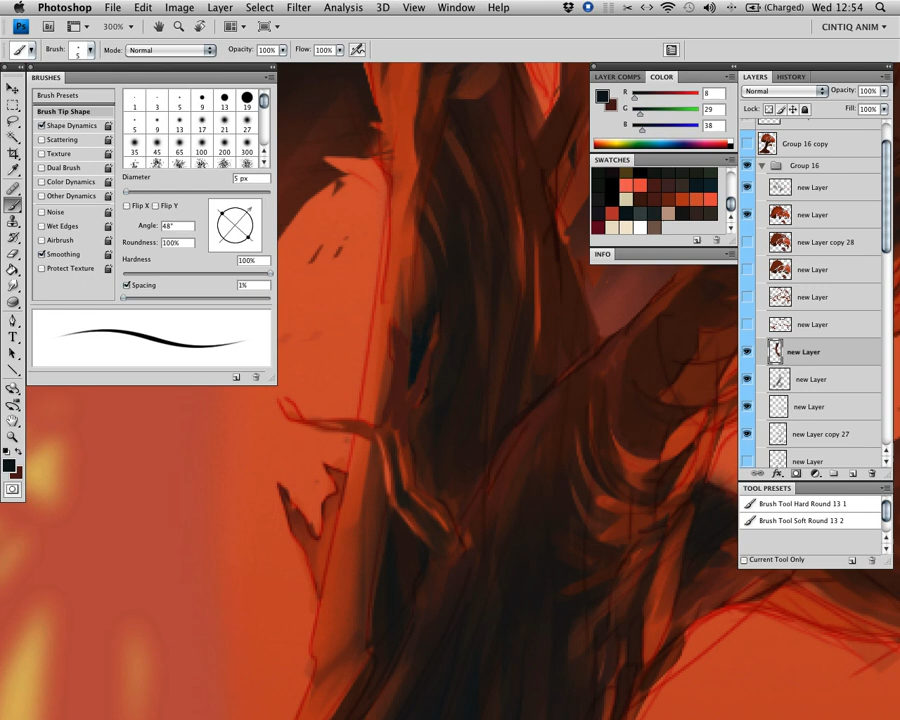 Photoshop File Edit Image Layer Select Filter Analysis 3D View Window Help (Charged) Wed 12:54
Ps Br 300% CINTIQ ANIM
Brush: 5 Mode: Normal Opacity: 100% Flow: 100%
BRUSHES
Brush Presets
Brush Tip Shape
Shape Dynamics
Scattering
Texture
Dual Brush
Color Dynamics
Other Dynamics
Noise
Wet Edges
Airbrush
Smoothing
Protect Texture
1 3 5 9 13 19
5 9 13 17 21 27
35 45 65 100 200 300
Diameter 5 px
Flip X Flip Y
Angle: 48°
Roundness: 100%
Hardness 100%
Spacing 1%
LAYER COMPS COLOR
R 8
G 29
B 38
SWATCHES
INFO
LAYERS HISTORY
Normal Opacity: 100%
Lock: Fill: 100%
Group 16 copy
Group 16
new Layer
new Layer
new Layer copy 28
new Layer
new Layer
new Layer
new Layer
new Layer
new Layer
new Layer copy 27
new Layer
TOOL PRESETS
Brush Tool Hard Round 13 1
Brush Tool Soft Round 13 2
Current Tool Only